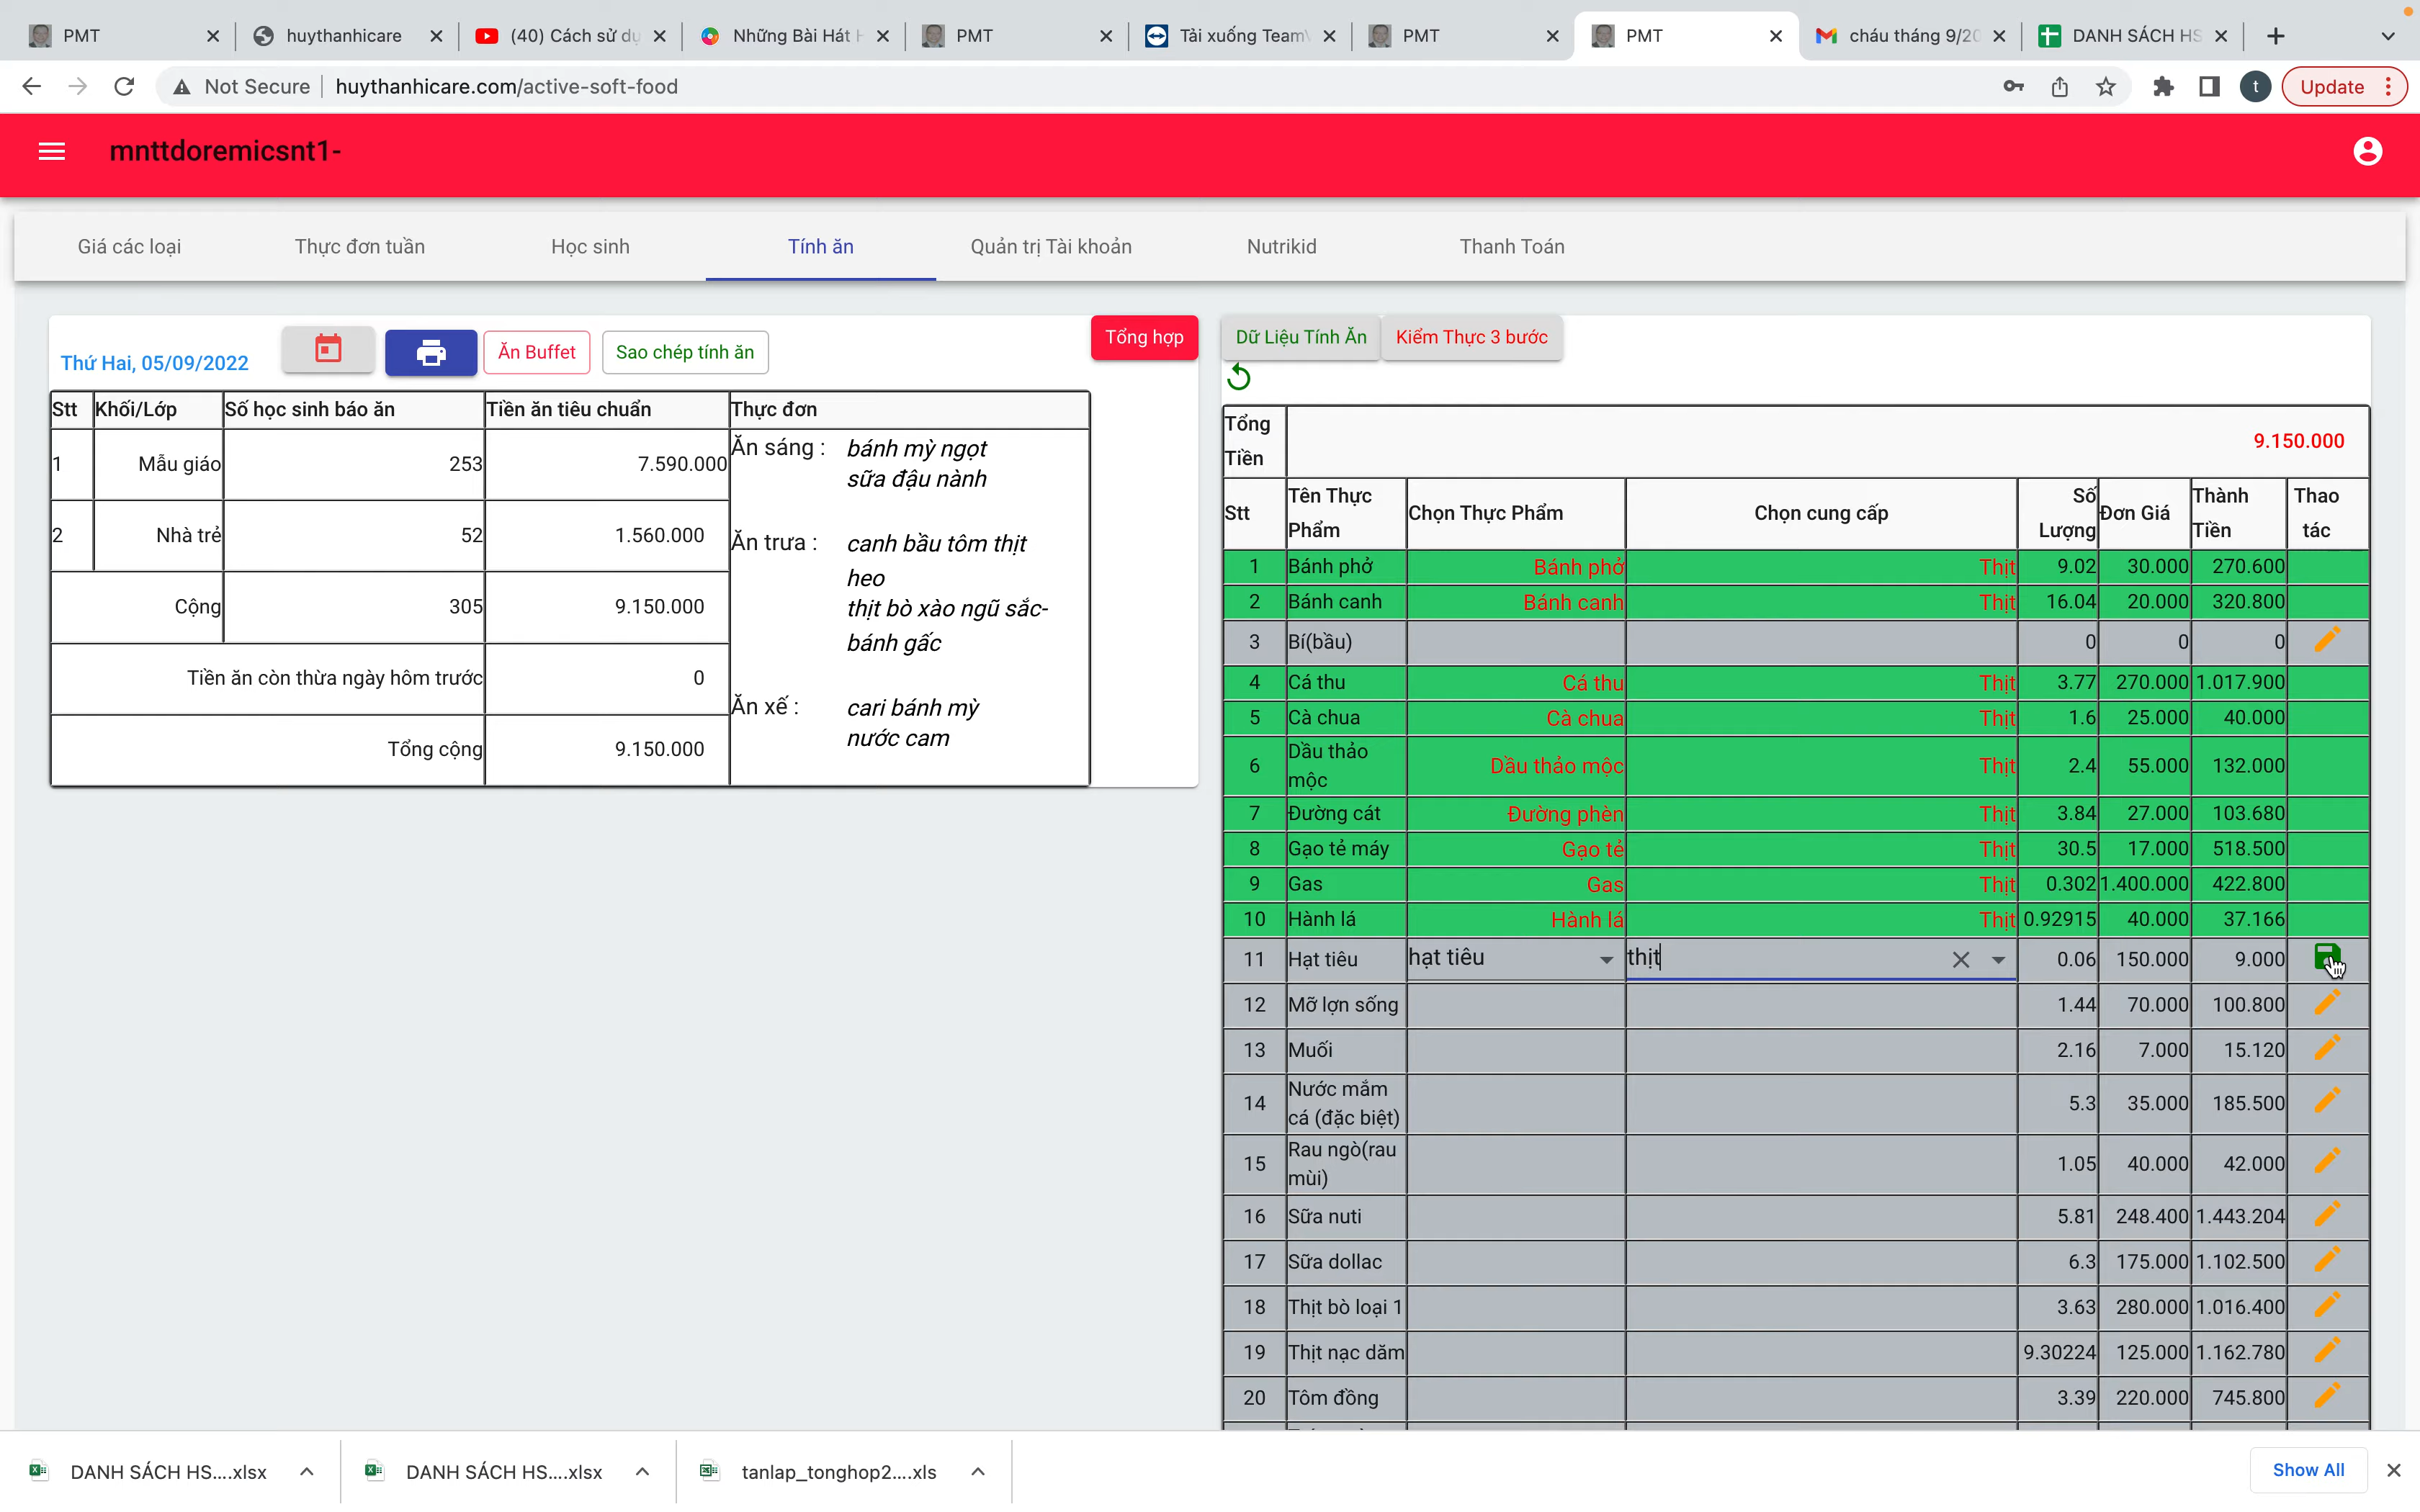 PMT
huythanhicare
(40) Cách sử dụ
Những Bài Hát H
PMT
Tải xuống TeamV
PMT
PMT
cháu tháng 9/20
DANH SÁCH HS
Not Secure
huythanhicare.com/active-soft-food
t
Update
mnttdoremicsnt1-
Giá các loại
Thực đơn tuần
Học sinh
Tính ăn
Quản trị Tài khoản
Nutrikid
Thanh Toán
Thứ Hai, 05/09/2022
Ăn Buffet
Sao chép tính ăn
Tổng hợp
Stt Khối/Lớp Số học sinh báo ăn Tiền ăn tiêu chuẩn Thực đơn
1 Mẫu giáo 253 7.590.000
2 Nhà trẻ 52 1.560.000
Cộng 305 9.150.000
Tiền ăn còn thừa ngày hôm trước 0
Tổng cộng 9.150.000
Ăn sáng : bánh mỳ ngọt
sữa đậu nành
Ăn trưa : canh bầu tôm thịt
heo
thịt bò xào ngũ sắc-
bánh gấc
Ăn xế : cari bánh mỳ
nước cam
Dữ Liệu Tính Ăn
Kiểm Thực 3 bước
Tổng
Tiền
9.150.000
Stt
Tên Thực
Phẩm
Chọn Thực Phẩm
Chọn cung cấp
Số
Lượng
Đơn Giá
Thành
Tiền
Thao
tác
1 Bánh phở Bánh phở Thịt 9.02 30.000 270.600
2 Bánh canh Bánh canh Thịt 16.04 20.000 320.800
3 Bí(bầu) 0 0 0
4 Cá thu Cá thu Thịt 3.77 270.000 1.017.900
5 Cà chua Cà chua Thịt 1.6 25.000 40.000
6 Dầu thảo
mộc Dầu thảo mộc Thịt 2.4 55.000 132.000
7 Đường cát Đường phèn Thịt 3.84 27.000 103.680
8 Gạo tẻ máy Gạo tẻ Thịt 30.5 17.000 518.500
9 Gas Gas Thịt 0.302 1.400.000 422.800
10 Hành lá Hành lá Thịt 0.92915 40.000 37.166
11 Hạt tiêu hạt tiêu thịt 0.06 150.000 9.000
12 Mỡ lợn sống 1.44 70.000 100.800
13 Muối 2.16 7.000 15.120
14 Nước mắm
cá (đặc biệt) 5.3 35.000 185.500
15 Rau ngò(rau
mùi) 1.05 40.000 42.000
16 Sữa nuti 5.81 248.400 1.443.204
17 Sữa dollac 6.3 175.000 1.102.500
18 Thịt bò loại 1 3.63 280.000 1.016.400
19 Thịt nạc dăm 9.30224 125.000 1.162.780
20 Tôm đồng 3.39 220.000 745.800
DANH SÁCH HS....xlsx
DANH SÁCH HS....xlsx
tanlap_tonghop2....xls
Show All